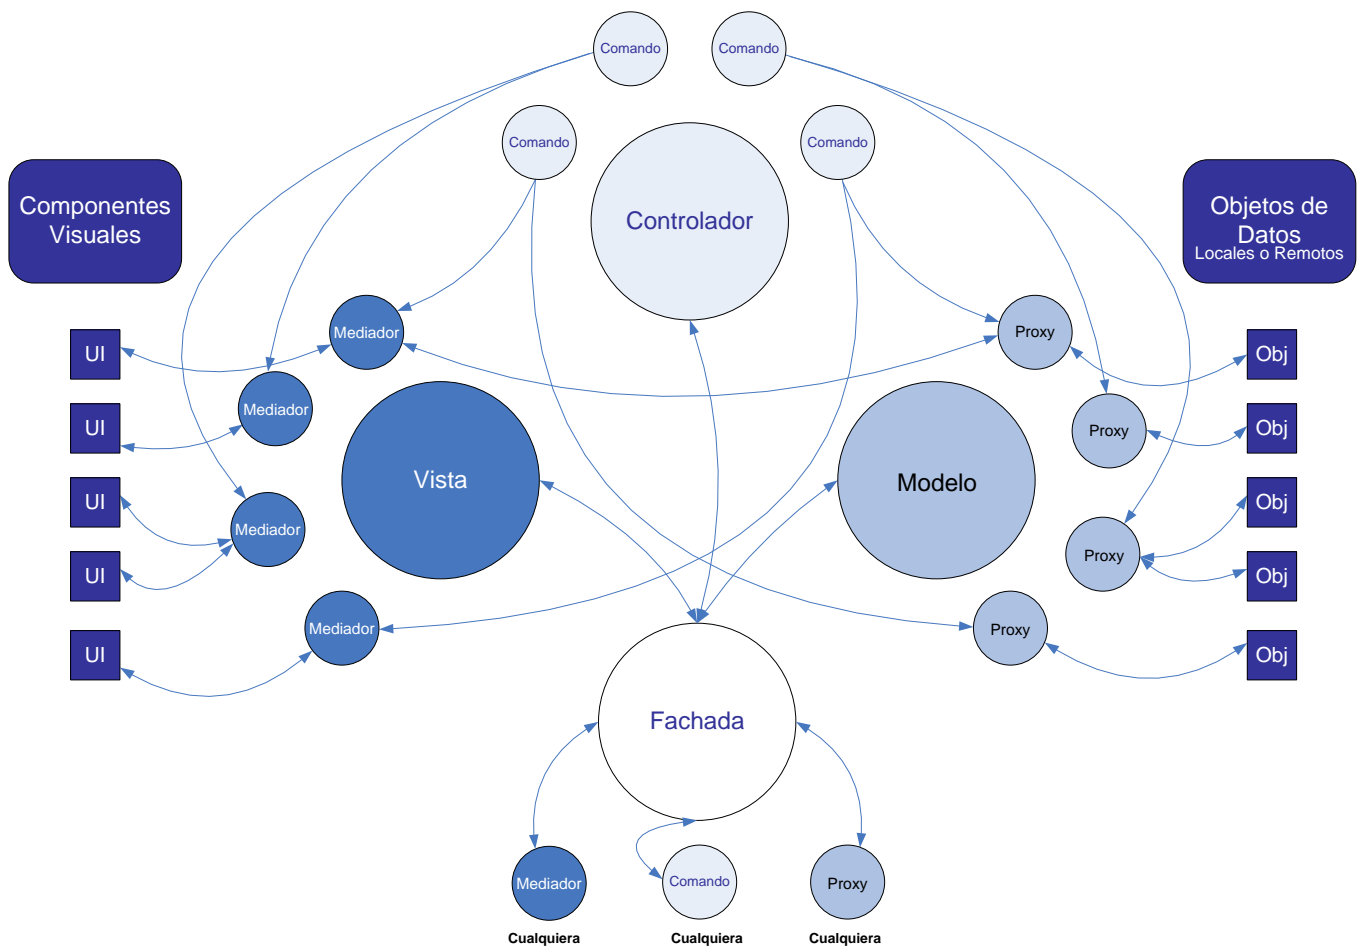 Comando
Comando
Comando
Comando
Componentes
Visuales
Controlador
Objetos de
Datos
Locales o Remotos
Mediador
Proxy
UI
Obj
Mediador
UI
Proxy
Obj
Vista
Modelo
UI
Obj
Mediador
Proxy
UI
Obj
Mediador
Proxy
UI
Obj
Fachada
Mediador
Comando
Proxy
Cualquiera
Cualquiera
Cualquiera